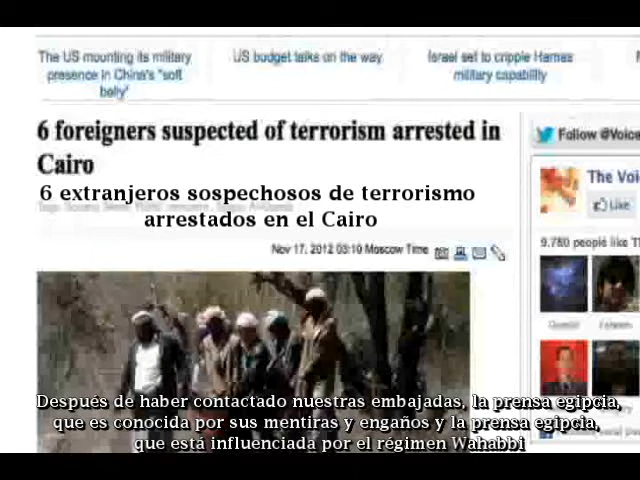 The US mounting its military
presence in China's "soft
belly"
US budget talks on the way
Israel set to cripple Hamas
military capability
6 foreigners suspected of terrorism arrested in
Cairo
Follow @Voice
6 extranjeros sospechosos de terrorismo
arrestados en el Cairo
The Voi
Like
Nov 17, 2012 03:10 Moscow Time
9.780 people like T
Después de haber contactado nuestras embajadas, la prensa egipcia,
que es conocida por sus mentiras y engaños y la prensa egipcia,
que está influenciada por el régimen Wahabbi